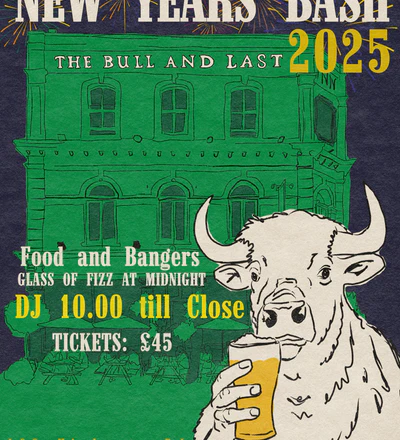 NEW YEARS BASH
2025
THE BULL AND LAST
INN
Food and Bangers
GLASS OF FIZZ AT MIDNIGHT
DJ 10.00 till Close
TICKETS: £45